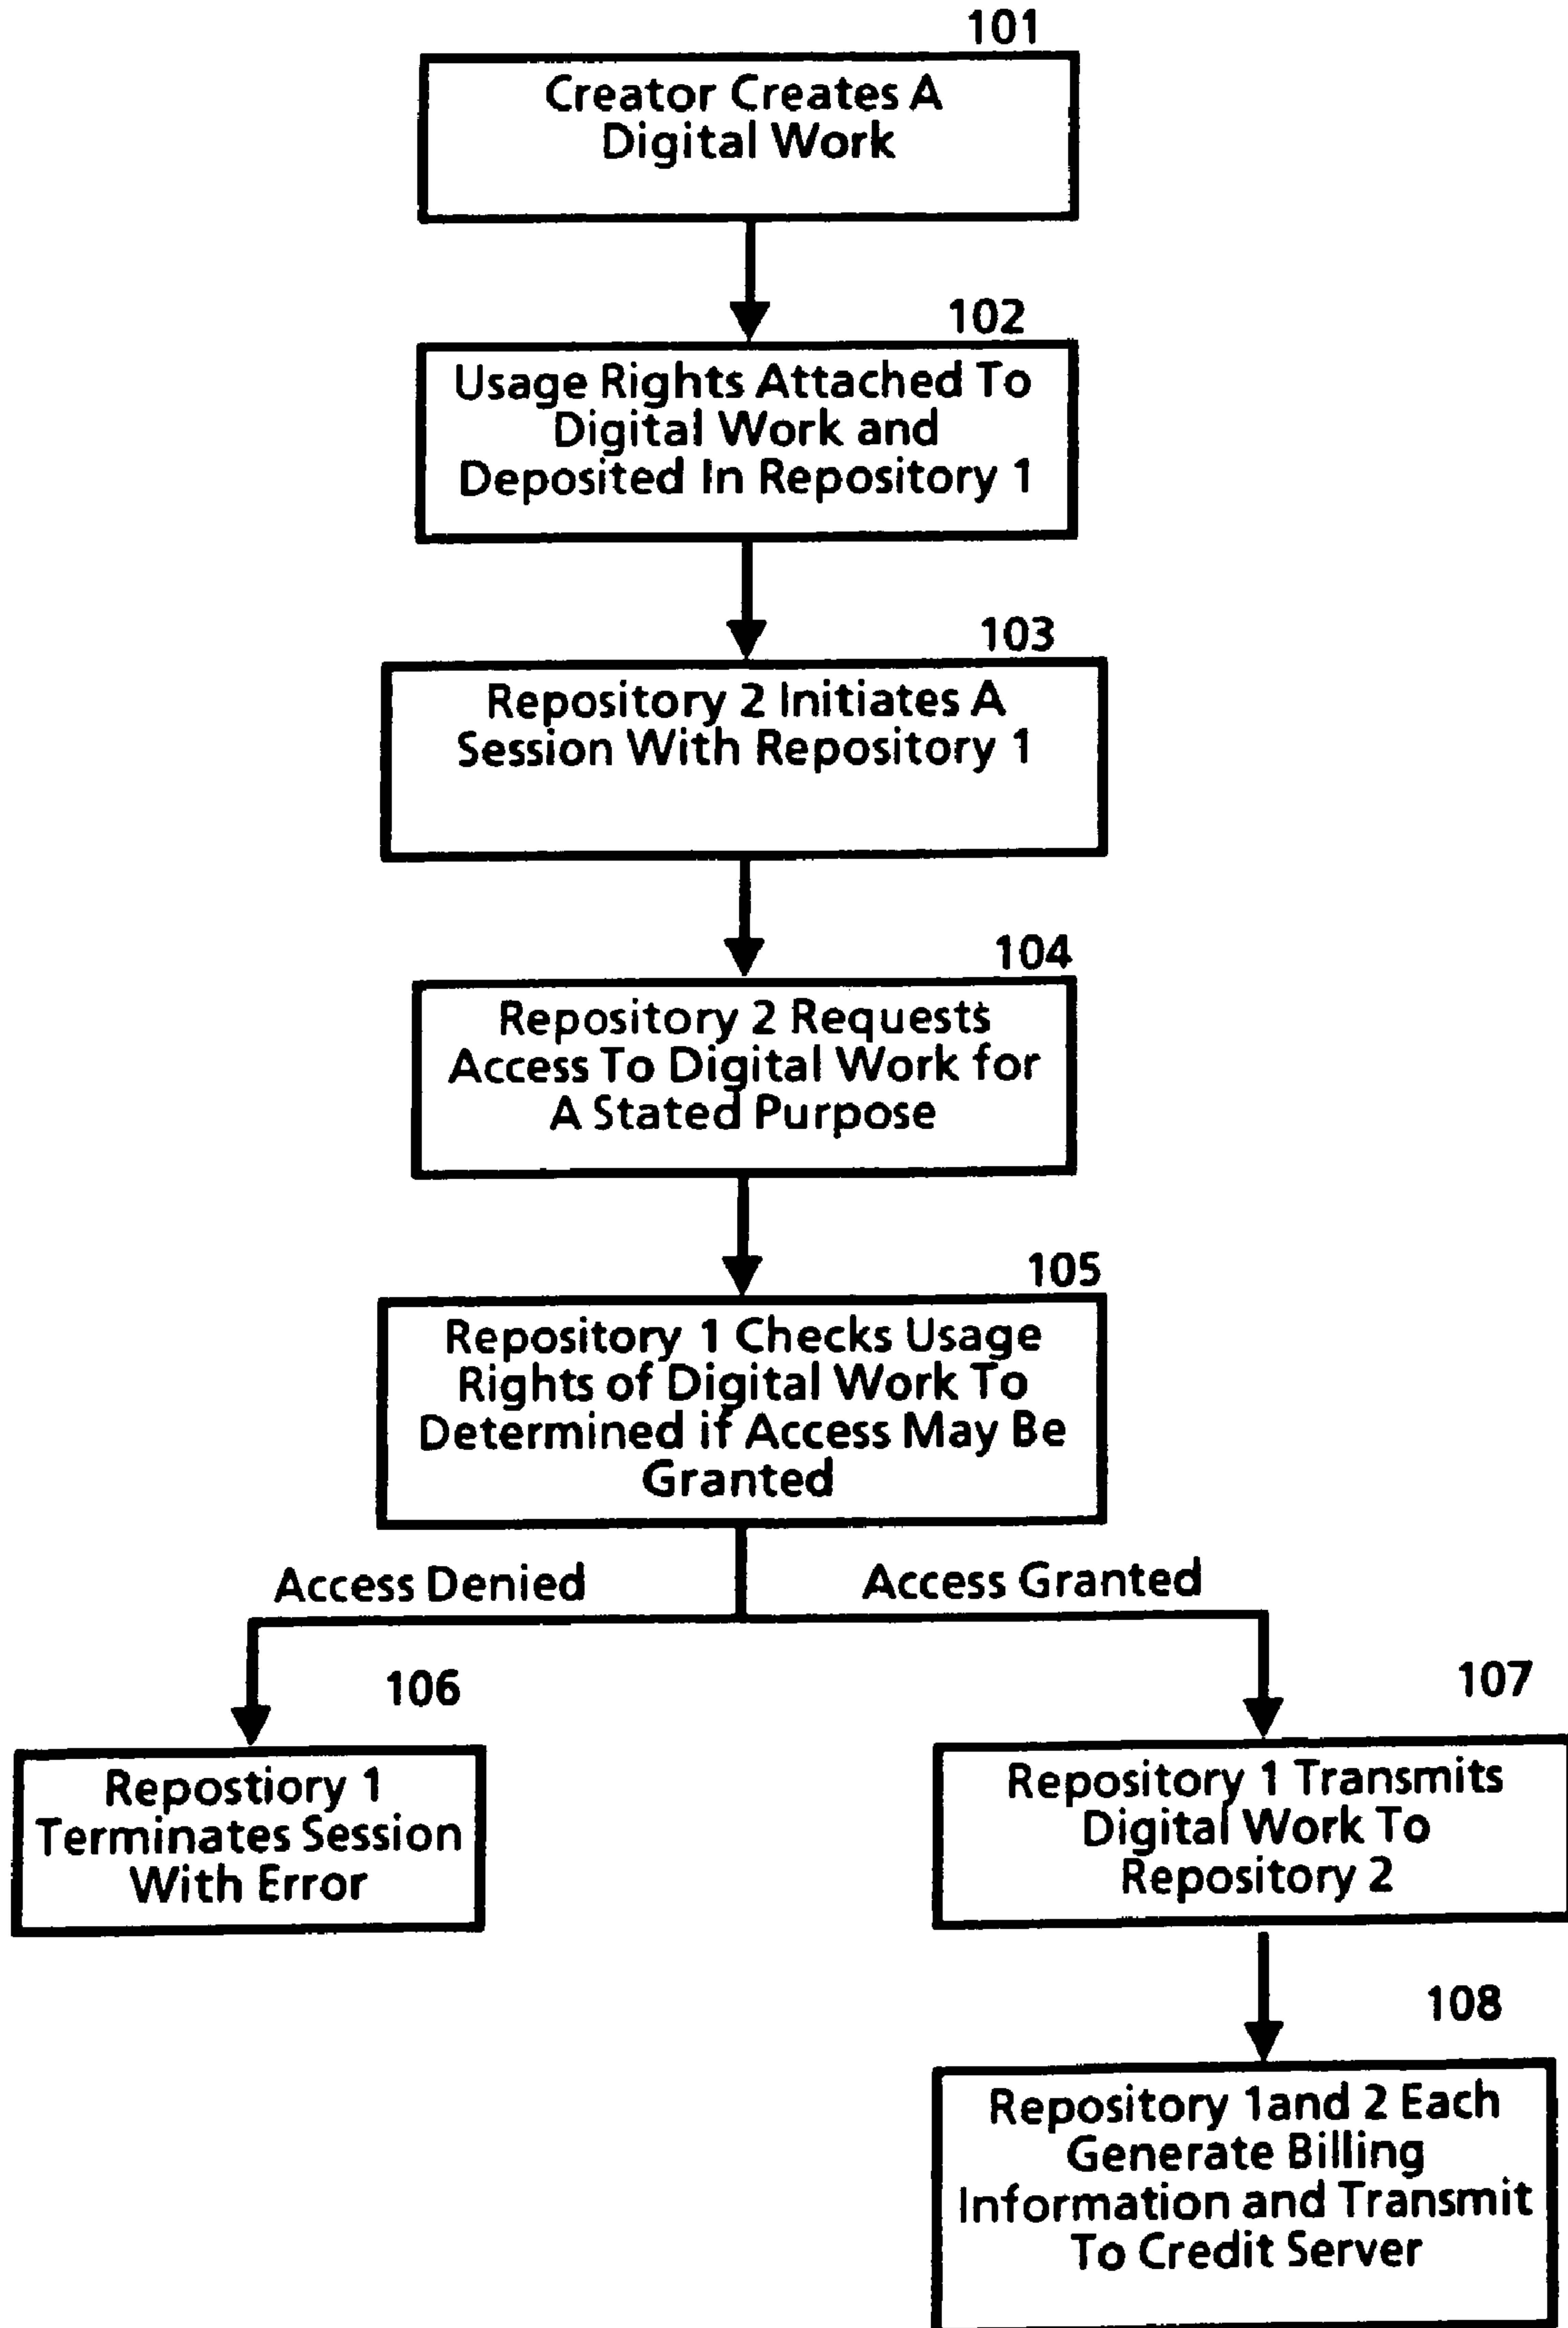 101
Creator Creates A
Digital Work
102
Usage Rights Attached To
Digital Work and
Deposited In Repository 1
103
Repository 2 Initiates A
Session With Repository 1
104
Repository 2 Requests
Access To Digital Work for
A Stated Purpose
105
Repository 1 Checks Usage
Rights of Digital Work To
Determined if Access May Be
Granted
Access Denied
Access Granted
106
Repostiory 1
Terminates Session
With Error
107
Repository 1 Transmits
Digital Work To
Repository 2
108
Repository 1and 2 Each
Generate Billing
Information and Transmit
To Credit Server